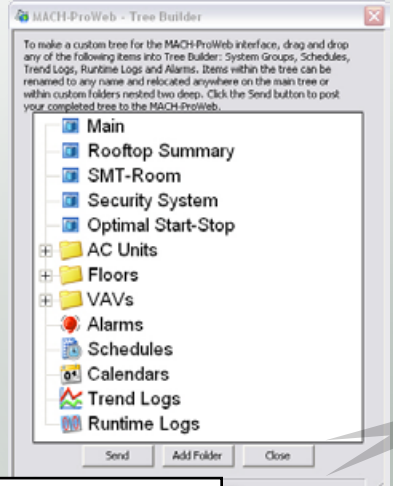 MACH-ProWeb - Tree Builder
To make a custom tree for the MACH-ProWeb interface, drag and drop
any of the following items into Tree Builder: System Groups, Schedules,
Trend Logs, Runtime Logs and Alarms. Items within the tree can be
renamed to any name and relocated anywhere on the main tree or
within custom folders nested two deep. Click the Send button to post
your completed tree to the MACH-ProWeb.
Main
Rooftop Summary
SMT-Room
Security System
Optimal Start-Stop
AC Units
Floors
VAVs
Alarms
Schedules
Calendars
Trend Logs
Runtime Logs
Send Add Folder Close